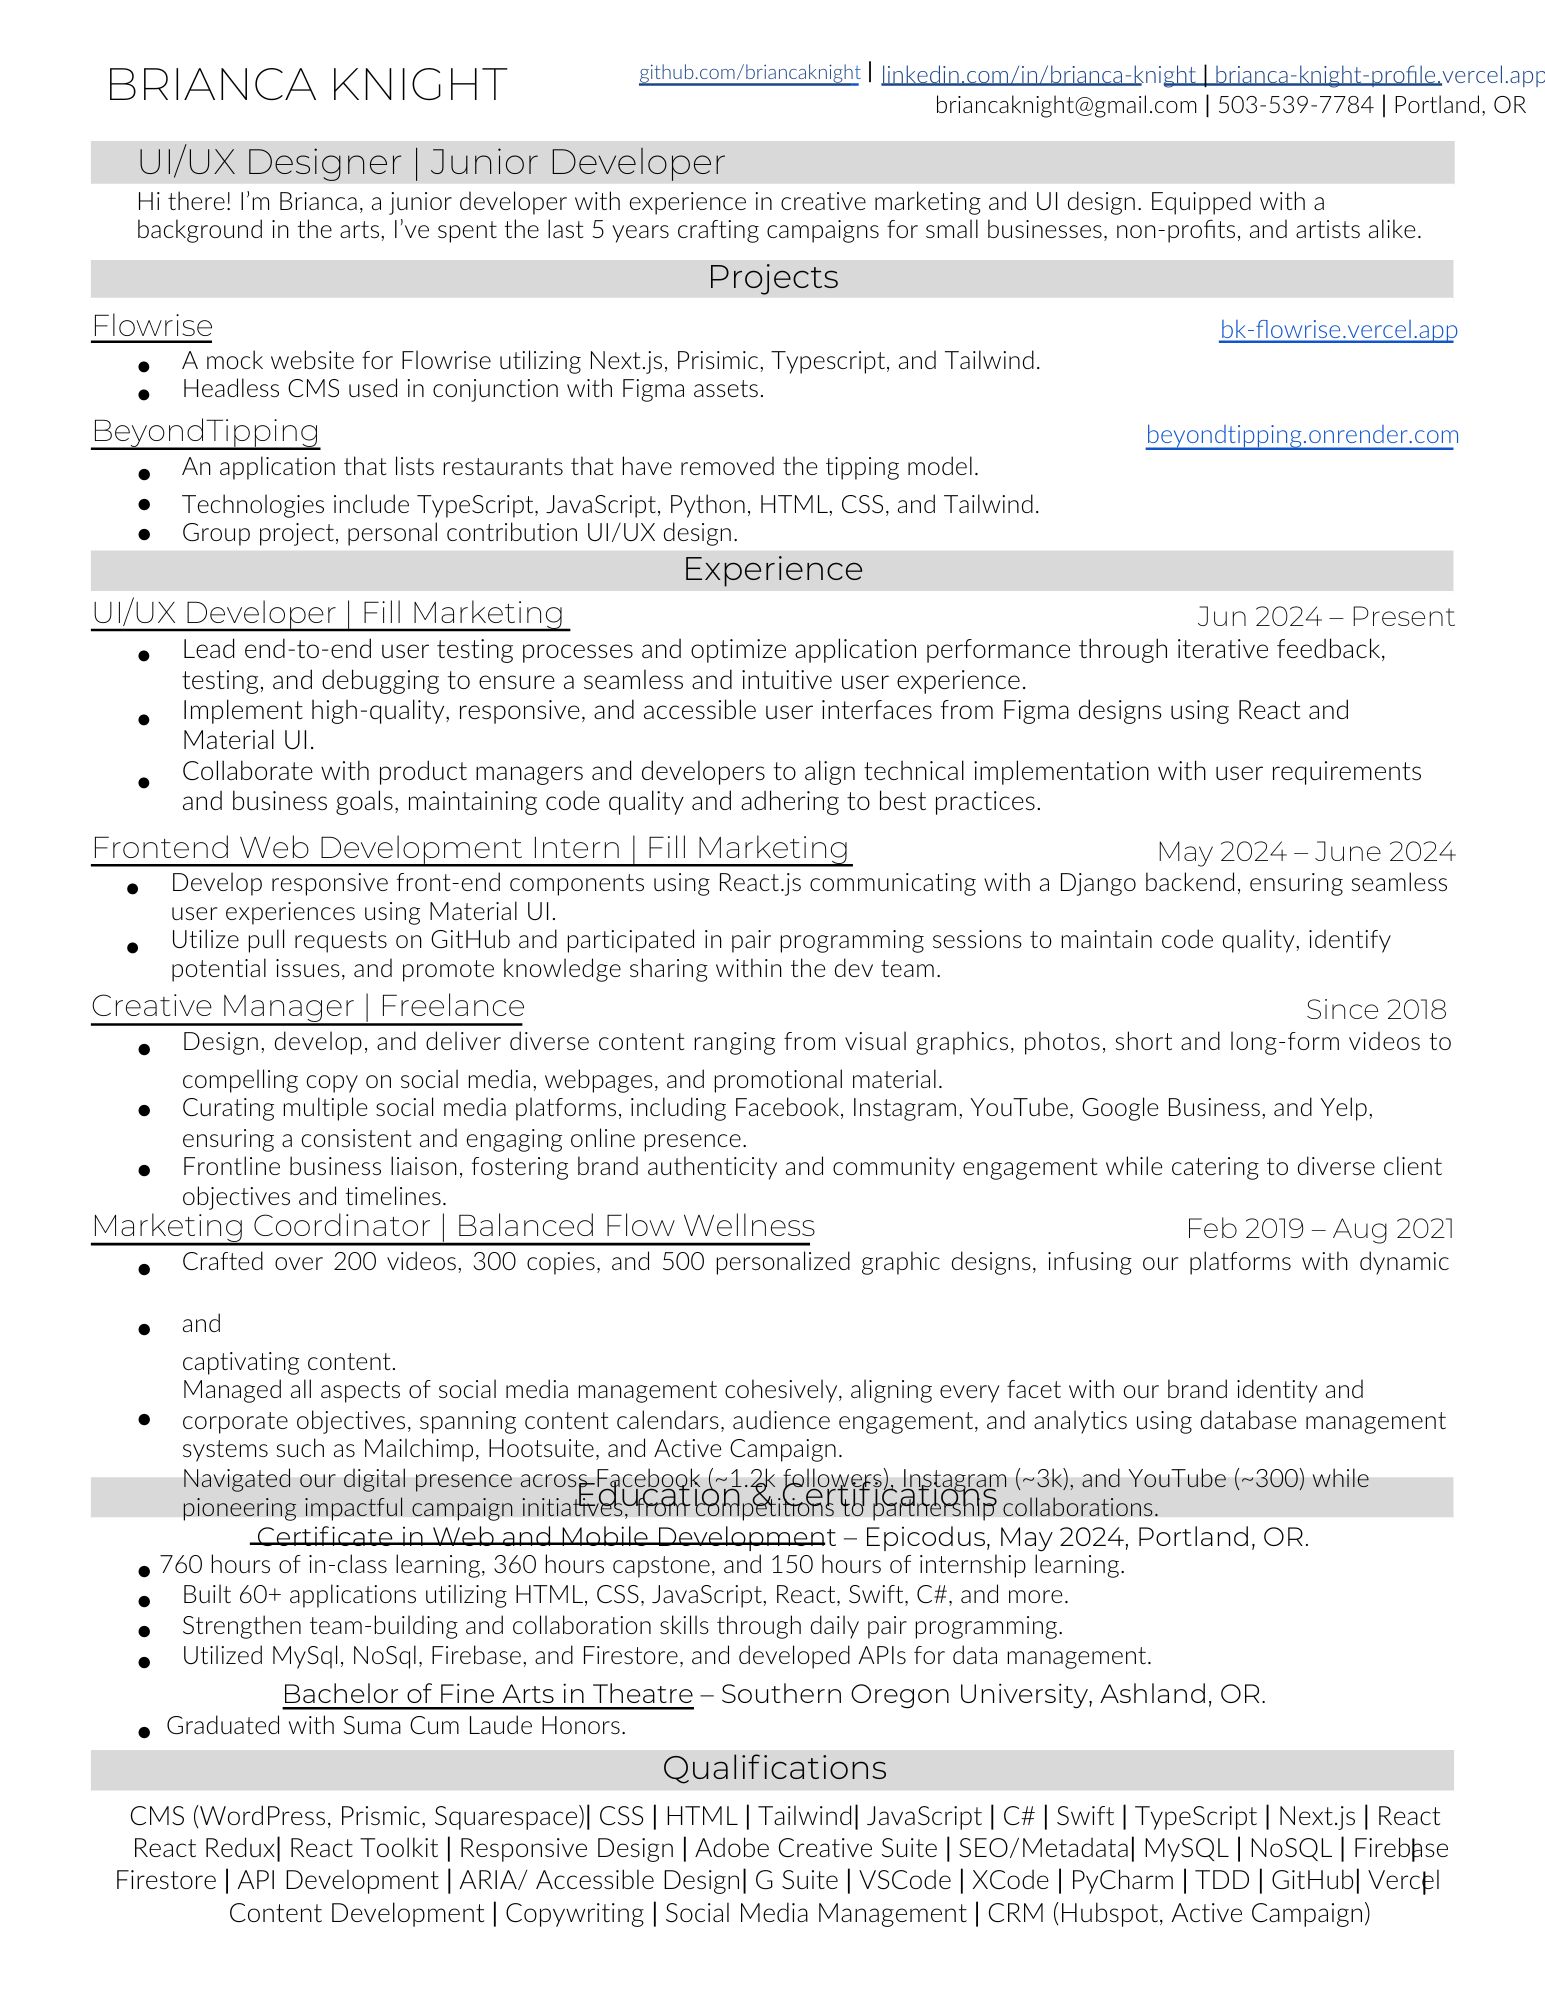 BRIANCA KNIGHT
github.com/briancaknight | linkedin.com/in/brianca-knight | brianca-knight-profile.vercel.app
briancaknight@gmail.com | 503-539-7784 | Portland, OR
UI/UX Designer | Junior Developer
Hi there! I’m Brianca, a junior developer with experience in creative marketing and UI design. Equipped with a
background in the arts, I’ve spent the last 5 years crafting campaigns for small businesses, non-profits, and artists alike.
Projects
Flowrise bk-flowrise.vercel.app
● A mock website for Flowrise utilizing Next.js, Prisimic, Typescript, and Tailwind.
● Headless CMS used in conjunction with Figma assets.
BeyondTipping beyondtipping.onrender.com
● An application that lists restaurants that have removed the tipping model.
● Technologies include TypeScript, JavaScript, Python, HTML, CSS, and Tailwind.
● Group project, personal contribution UI/UX design.
Experience
UI/UX Developer | Fill Marketing Jun 2024 – Present
● Lead end-to-end user testing processes and optimize application performance through iterative feedback,
testing, and debugging to ensure a seamless and intuitive user experience.
● Implement high-quality, responsive, and accessible user interfaces from Figma designs using React and
Material UI.
● Collaborate with product managers and developers to align technical implementation with user requirements
and business goals, maintaining code quality and adhering to best practices.
Frontend Web Development Intern | Fill Marketing May 2024 – June 2024
● Develop responsive front-end components using React.js communicating with a Django backend, ensuring seamless
user experiences using Material UI.
● Utilize pull requests on GitHub and participated in pair programming sessions to maintain code quality, identify
potential issues, and promote knowledge sharing within the dev team.
Creative Manager | Freelance Since 2018
● Design, develop, and deliver diverse content ranging from visual graphics, photos, short and long-form videos to
compelling copy on social media, webpages, and promotional material.
● Curating multiple social media platforms, including Facebook, Instagram, YouTube, Google Business, and Yelp,
ensuring a consistent and engaging online presence.
● Frontline business liaison, fostering brand authenticity and community engagement while catering to diverse client
objectives and timelines.
Marketing Coordinator | Balanced Flow Wellness Feb 2019 – Aug 2021
● Crafted over 200 videos, 300 copies, and 500 personalized graphic designs, infusing our platforms with dynamic
● and
captivating content.
Managed all aspects of social media management cohesively, aligning every facet with our brand identity and
● corporate objectives, spanning content calendars, audience engagement, and analytics using database management
systems such as Mailchimp, Hootsuite, and Active Campaign.
Navigated our digital presence across Facebook (~1.2k followers), Instagram (~3k), and YouTube (~300) while
Education & Certifications
pioneering impactful campaign initiatives, from competitions to partnership collaborations.
Certificate in Web and Mobile Development – Epicodus, May 2024, Portland, OR.
● 760 hours of in-class learning, 360 hours capstone, and 150 hours of internship learning.
● Built 60+ applications utilizing HTML, CSS, JavaScript, React, Swift, C#, and more.
● Strengthen team-building and collaboration skills through daily pair programming.
● Utilized MySql, NoSql, Firebase, and Firestore, and developed APIs for data management.
Bachelor of Fine Arts in Theatre – Southern Oregon University, Ashland, OR.
● Graduated with Suma Cum Laude Honors.
Qualifications
CMS (WordPress, Prismic, Squarespace)| CSS | HTML | Tailwind| JavaScript | C# | Swift | TypeScript | Next.js | React
React Redux| React Toolkit | Responsive Design | Adobe Creative Suite | SEO/Metadata| MySQL | NoSQL | Firebase |
Firestore | API Development | ARIA/ Accessible Design| G Suite | VSCode | XCode | PyCharm | TDD | GitHub| Vercel |
Content Development | Copywriting | Social Media Management | CRM (Hubspot, Active Campaign)